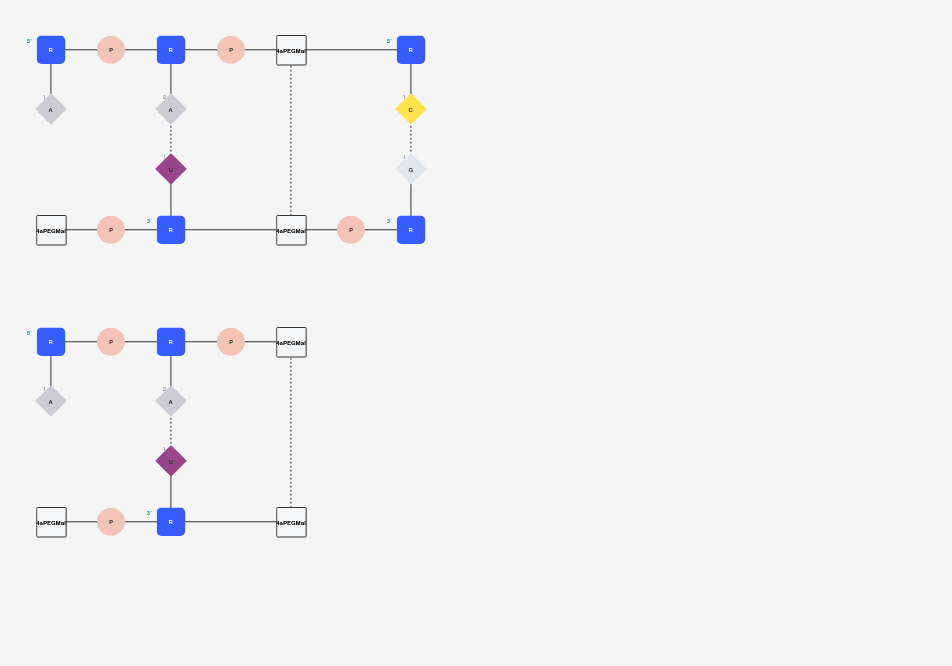 5' R P R P 4aPEGMal 5' R
1 A 2 A 1 C
1 U 1 G
4aPEGMal P 3' R 4aPEGMal P 3' R
5' R P R P 4aPEGMal
1 A 2 A
1 U
4aPEGMal P 3' R 4aPEGMal